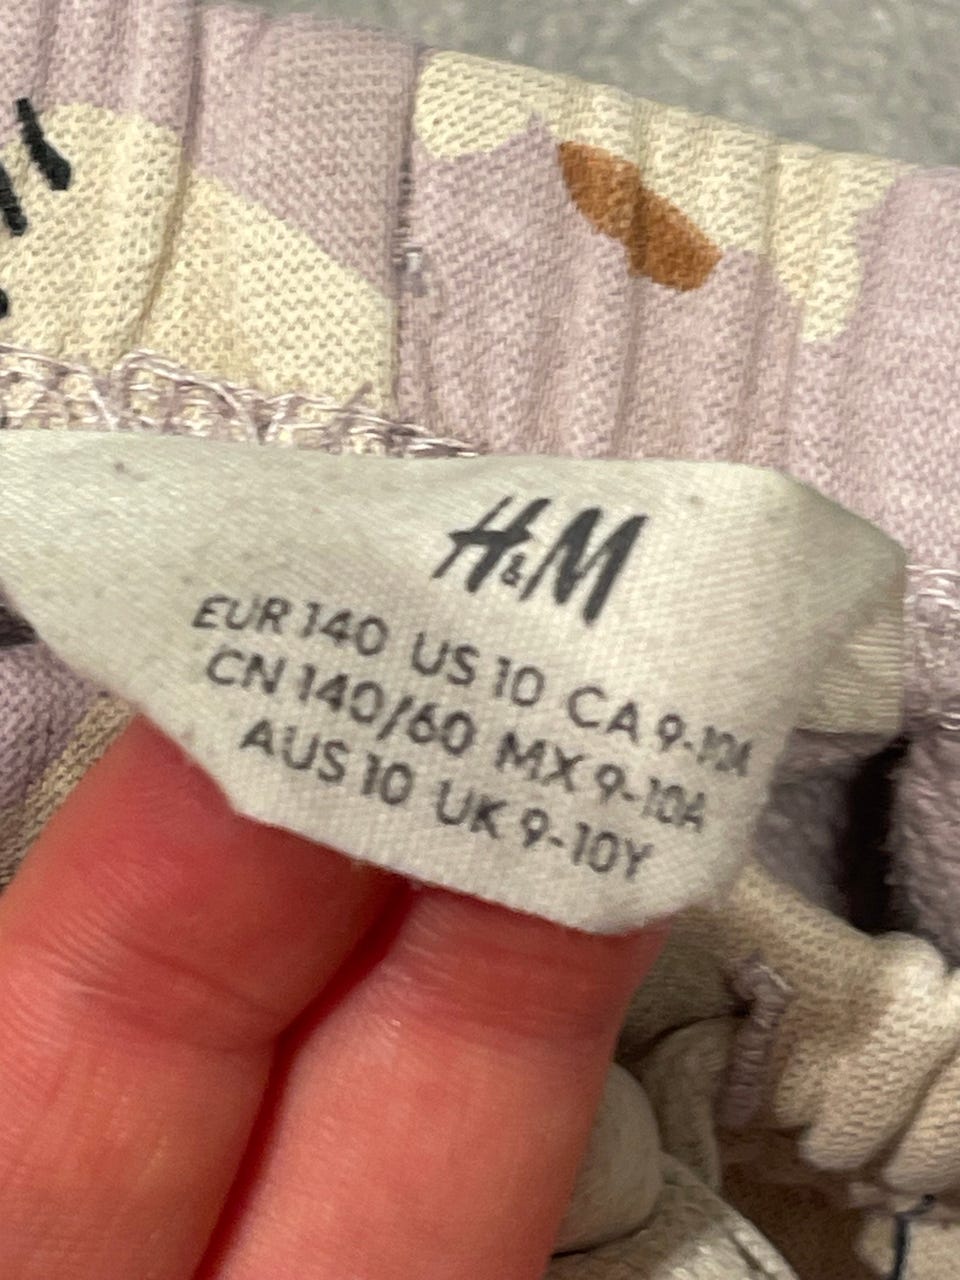 H&M
EUR 140 US 10 CA 9-10A
CN 140/60 MX 9-10A
AUS 10 UK 9-10Y